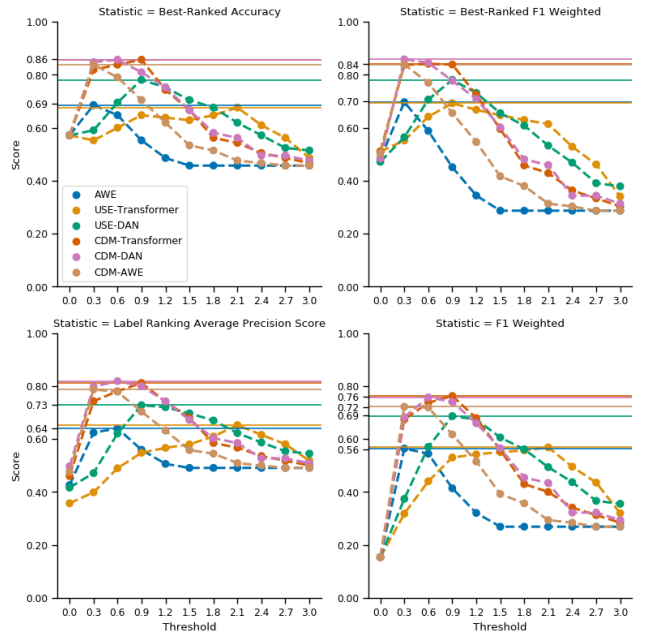 Statistic = Best-Ranked Accuracy
1.00
0.86
0.80
0.69
0.60
0.40
0.20
0.00
Score
AWE
USE-Transformer
USE-DAN
CDM-Transformer
CDM-DAN
CDM-AWE
0.0 0.3 0.6 0.9 1.2 1.5 1.8 2.1 2.4 2.7 3.0
Statistic = Best-Ranked F1 Weighted
1.00
0.84
0.80
0.70
0.60
0.40
0.20
0.00
0.0 0.3 0.6 0.9 1.2 1.5 1.8 2.1 2.4 2.7 3.0
Statistic = Label Ranking Average Precision Score
1.00
0.80
0.73
0.64
0.60
0.40
0.20
0.00
Score
0.0 0.3 0.6 0.9 1.2 1.5 1.8 2.1 2.4 2.7 3.0
Threshold
Statistic = F1 Weighted
1.00
0.80
0.76
0.72
0.69
0.60
0.56
0.40
0.20
0.00
0.0 0.3 0.6 0.9 1.2 1.5 1.8 2.1 2.4 2.7 3.0
Threshold